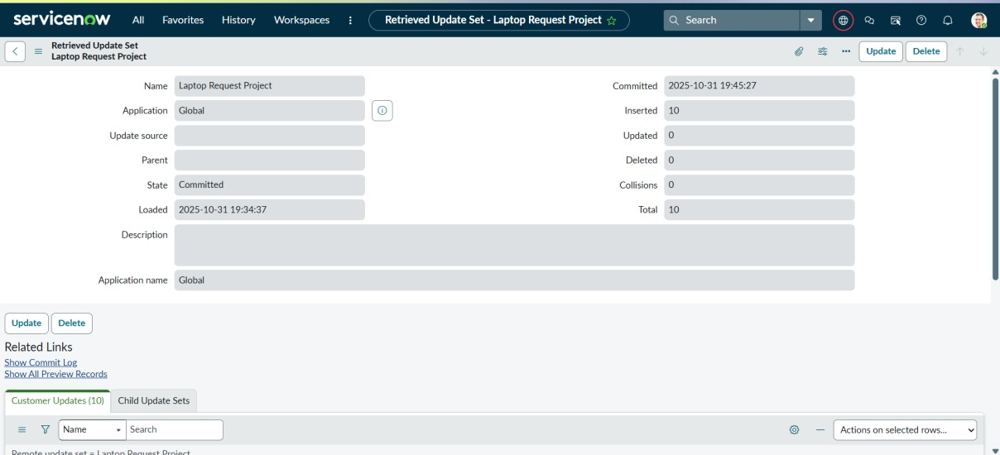 servicenow All Favorites History Workspaces Retrieved Update Set - Laptop Request Project Search
Retrieved Update Set
Laptop Request Project
Update Delete
Name Laptop Request Project Committed 2025-10-31 19:45:27
Application Global Inserted 10
Update source Updated 0
Parent Deleted 0
State Committed Collisions 0
Loaded 2025-10-31 19:34:37 Total 10
Description
Application name Global
Update Delete
Related Links
Show Commit Log
Show All Preview Records
Customer Updates (10) Child Update Sets
Name Search Actions on selected rows...
Remote update set = Laptop Request Project